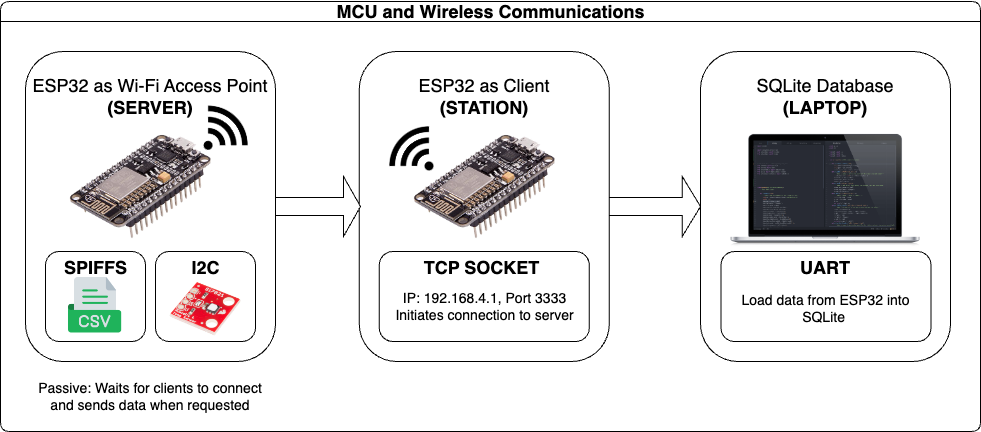 MCU and Wireless Communications
ESP32 as Wi-Fi Access Point
(SERVER)
SPIFFS
CSV
I2C
Passive: Waits for clients to connect
and sends data when requested
ESP32 as Client
(STATION)
TCP SOCKET
IP: 192.168.4.1, Port 3333
Initiates connection to server
SQLite Database
(LAPTOP)
UART
Load data from ESP32 into
SQLite